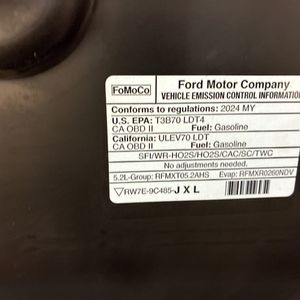 FoMoCo
Ford Motor Company
VEHICLE EMISSION CONTROL INFORMATION
Conforms to regulations: 2024 MY
U.S. EPA: T3B70 LDT4
CA OBD II Fuel: Gasoline
California: ULEV70 LDT
CA OBD II Fuel: Gasoline
SFI/WR-HO2S/HO2S/CAC/SC/TWC
No adjustments needed.
5.2L-Group: RFMXT05.2AHS Evap: RFMXR0260NDV
RW7E-9C485-JXL